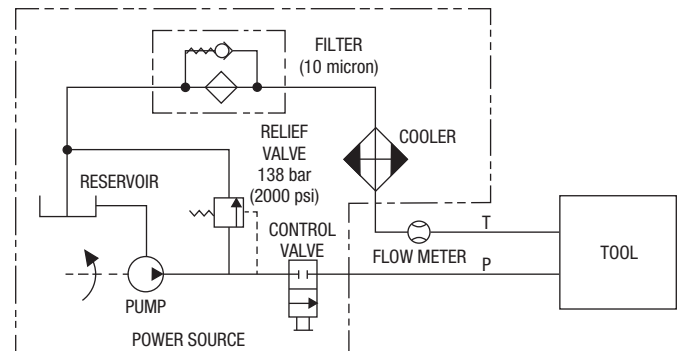 FILTER
(10 micron)
RELIEF
VALVE
138 bar
(2000 psi)
COOLER
RESERVOIR
CONTROL
VALVE
T
FLOW METER
TOOL
P
PUMP
POWER SOURCE